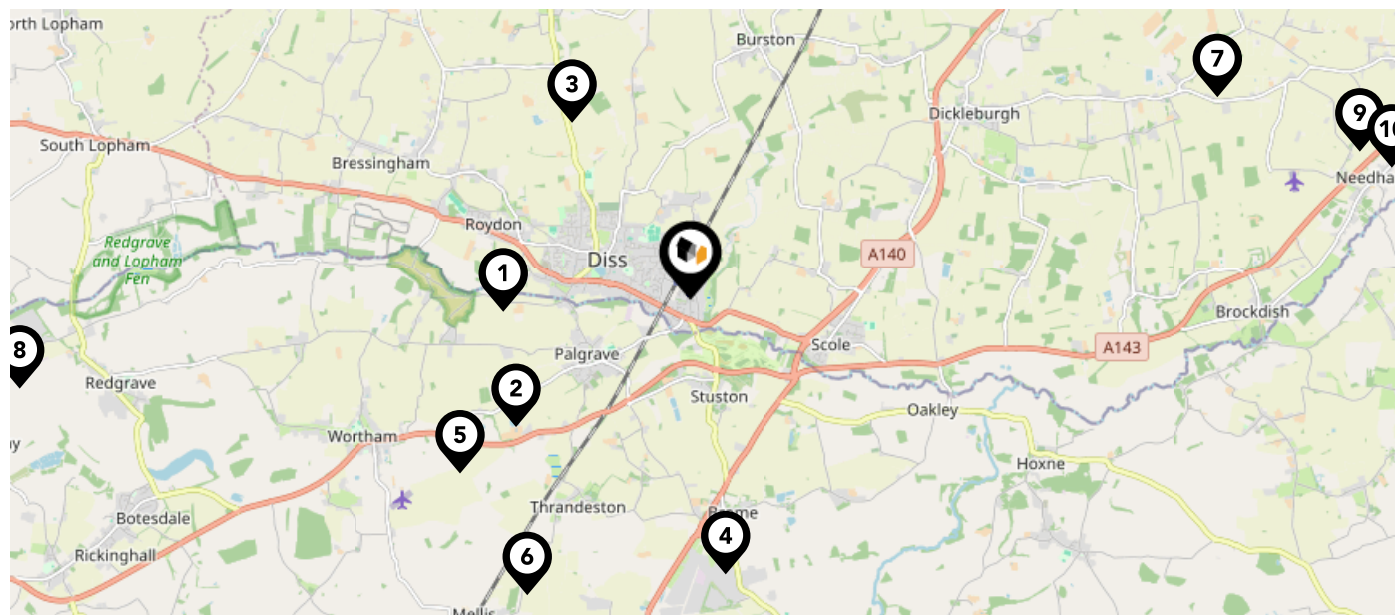 orth Lopham
Burston
7
3
Dickleburgh
9
10
South Lopham
Bressingham
Needha
Roydon
Redgrave
and Lopham
Fen
A140
Diss
1
Brockdish
8
Scole
A143
Palgrave
Redgrave
2
Stuston
Oakley
5
Wortham
ay
Hoxne
Botesdale
Thrandeston
Brome
4
Rickinghall
6
Mellis